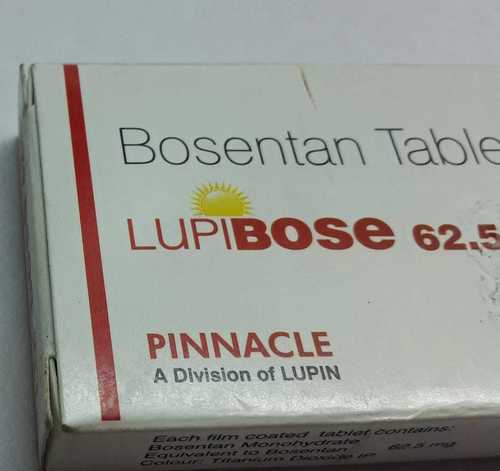 Bosentan Table
LUPIBOSE 62.5
PINNACLE
A Division of LUPIN
Each film coated tablet contains:
Bosentan Monohydrate
Equivalent to Bosentan 62.5 mg
Colour: Titanium Dioxide IP